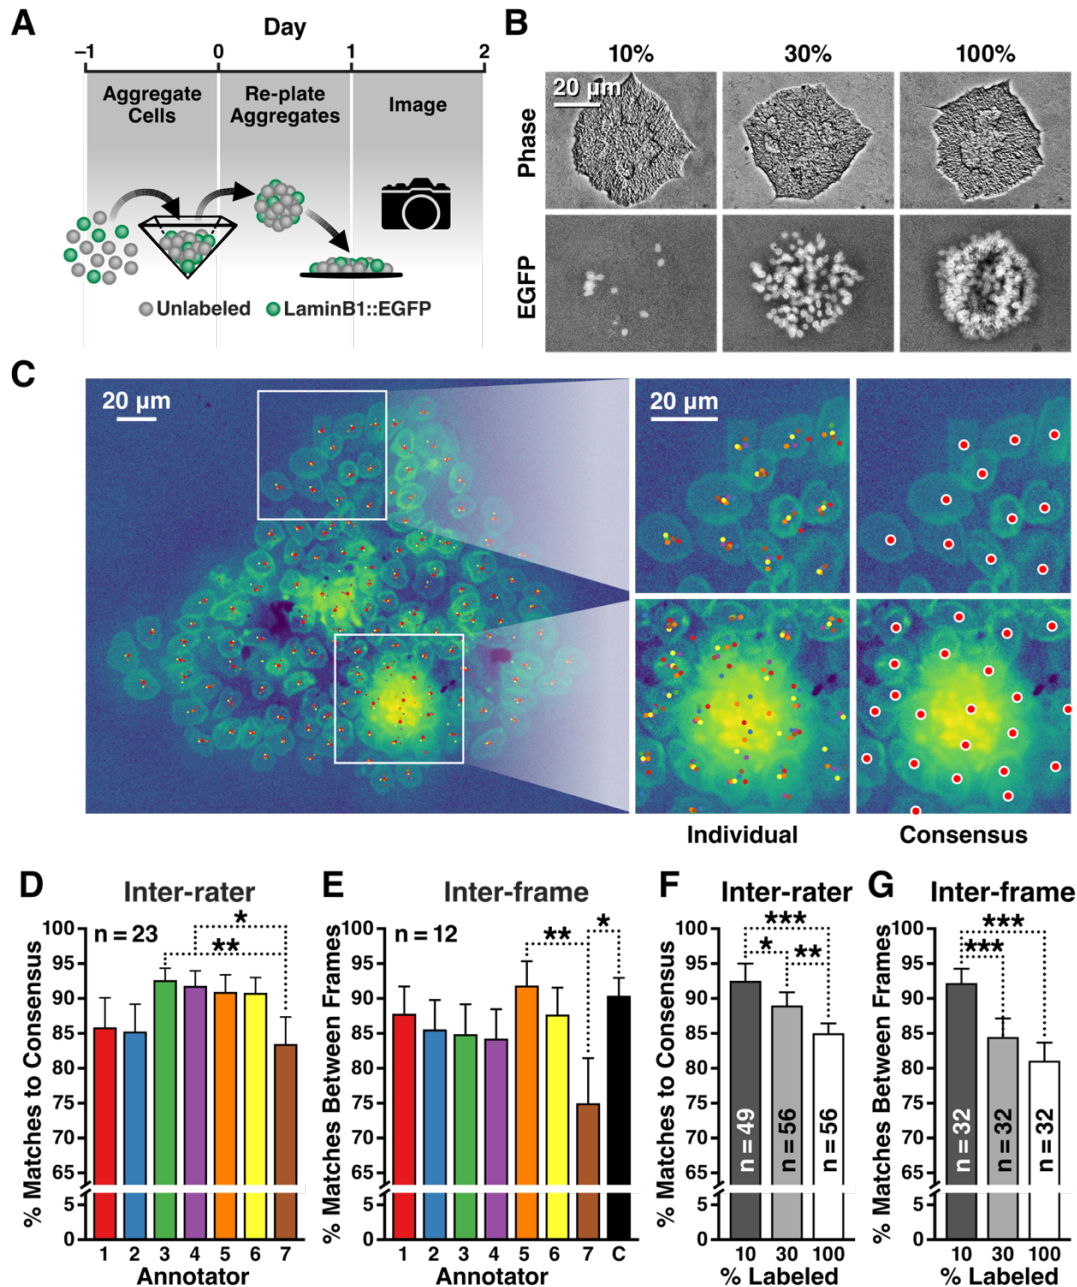 A
Day
–1 0 1 2
Aggregate Cells
Re-plate Aggregates
Image
Unlabeled
LaminB1::EGFP
B
10% 30% 100%
20 µm
Phase
EGFP
C
20 µm
20 µm
Individual
Consensus
D
Inter-rater
% Matches to Consensus
n = 23
*
**
100
95
90
85
80
75
70
65
5
0
1 2 3 4 5 6 7
Annotator
E
Inter-frame
% Matches Between Frames
n = 12
**
*
100
95
90
85
80
75
70
65
5
0
1 2 3 4 5 6 7 C
Annotator
F
Inter-rater
% Matches to Consensus
***
*
**
100
95
90
85
80
75
70
65
5
0
n = 49
n = 56
n = 56
10 30 100
% Labeled
G
Inter-frame
% Matches Between Frames
***
***
100
95
90
85
80
75
70
65
5
0
n = 32
n = 32
n = 32
10 30 100
% Labeled